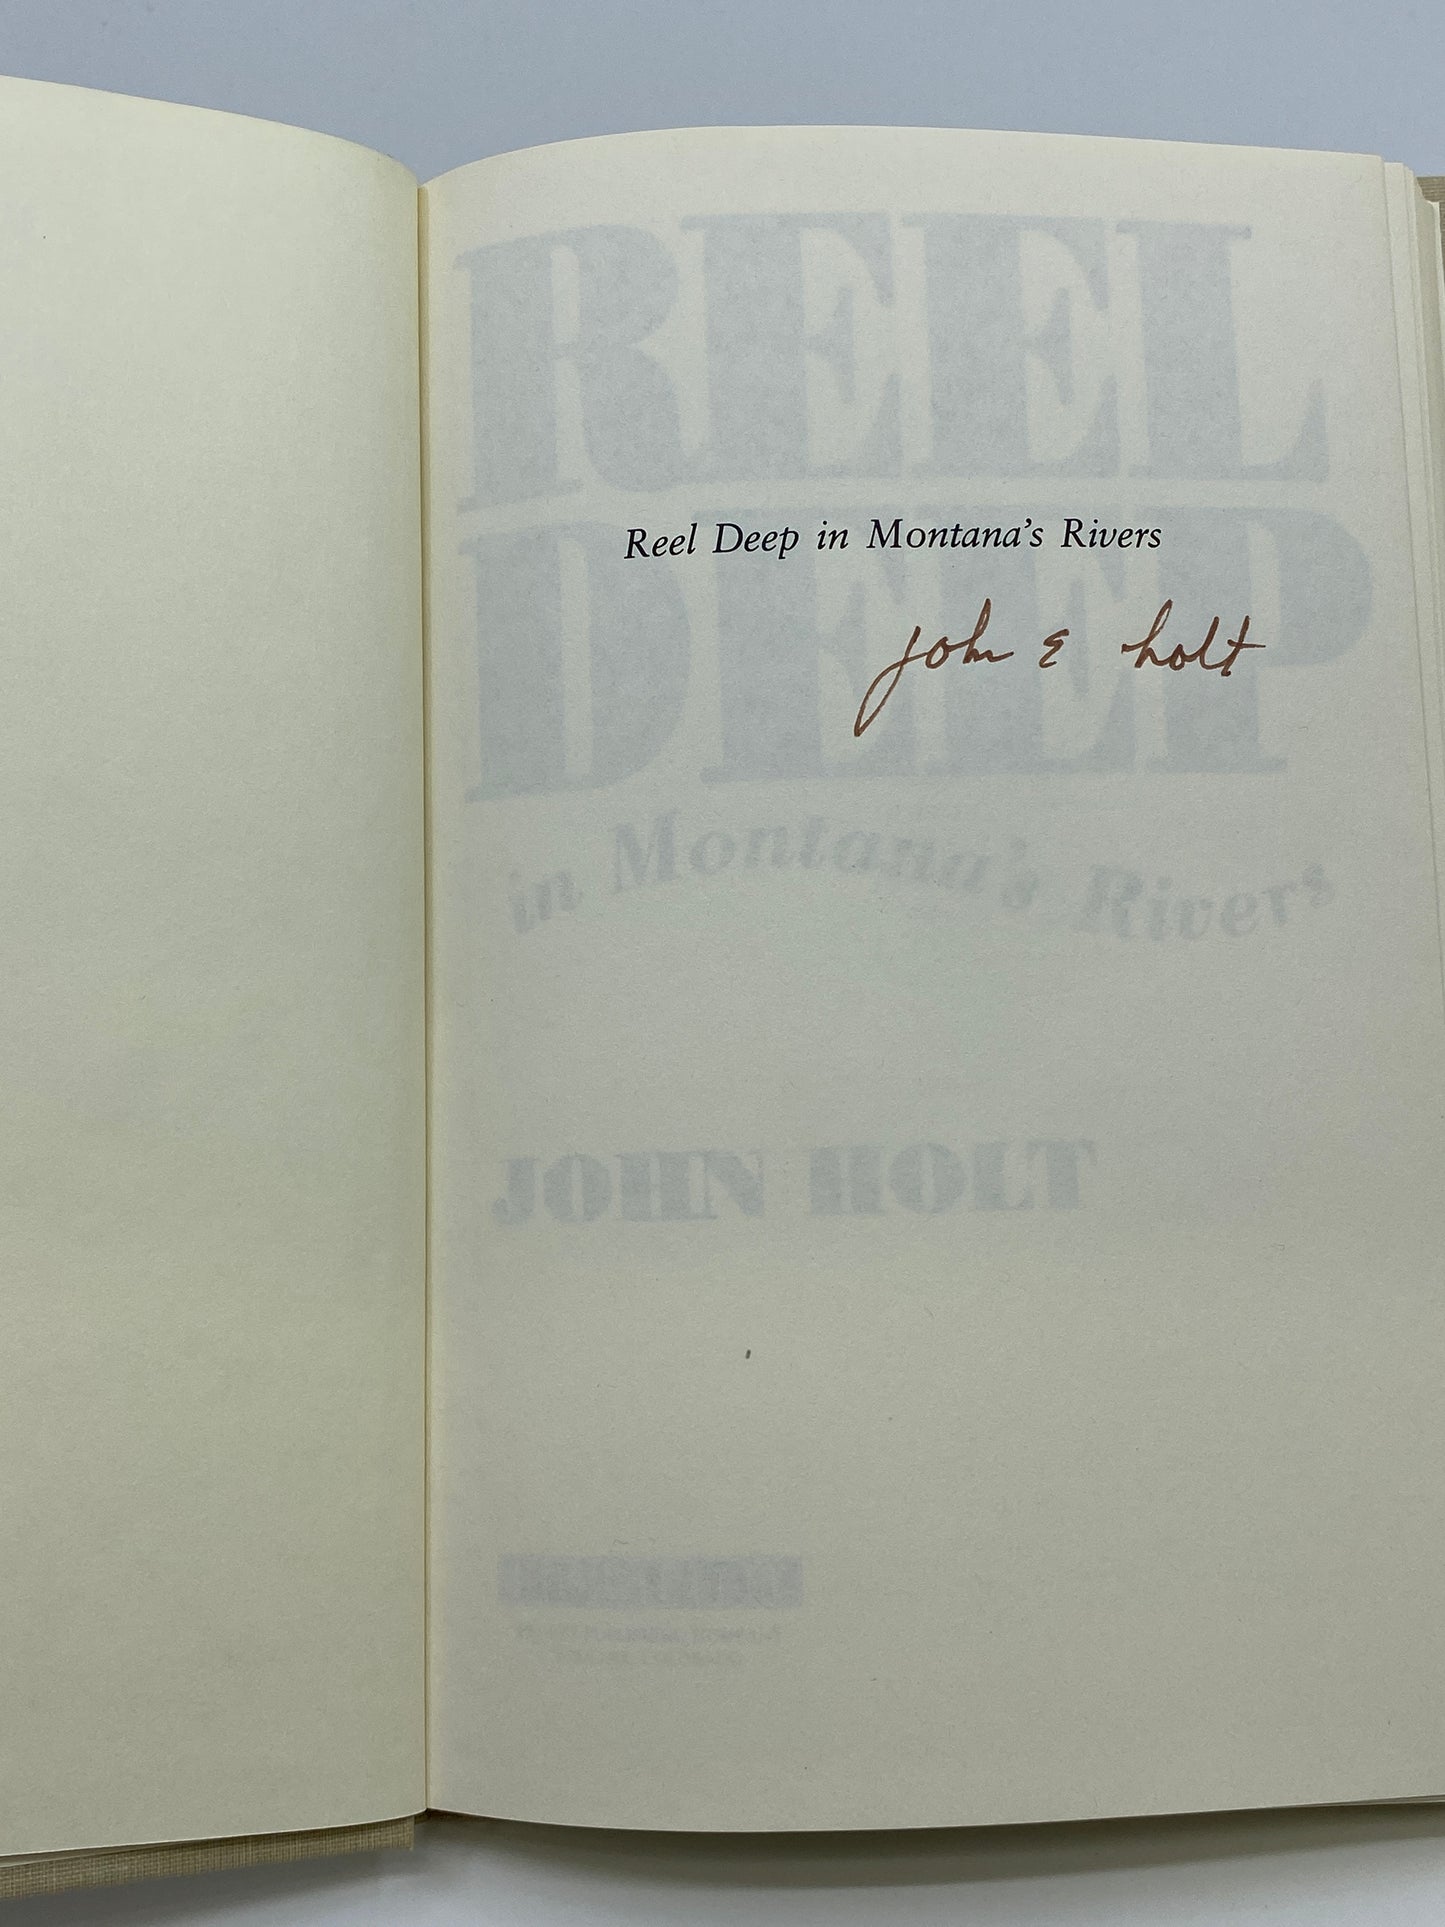 Reel Deep in Montana's Rivers
john E holt
REEL
DEEP
in Montana's Rivers
JOHN HOLT